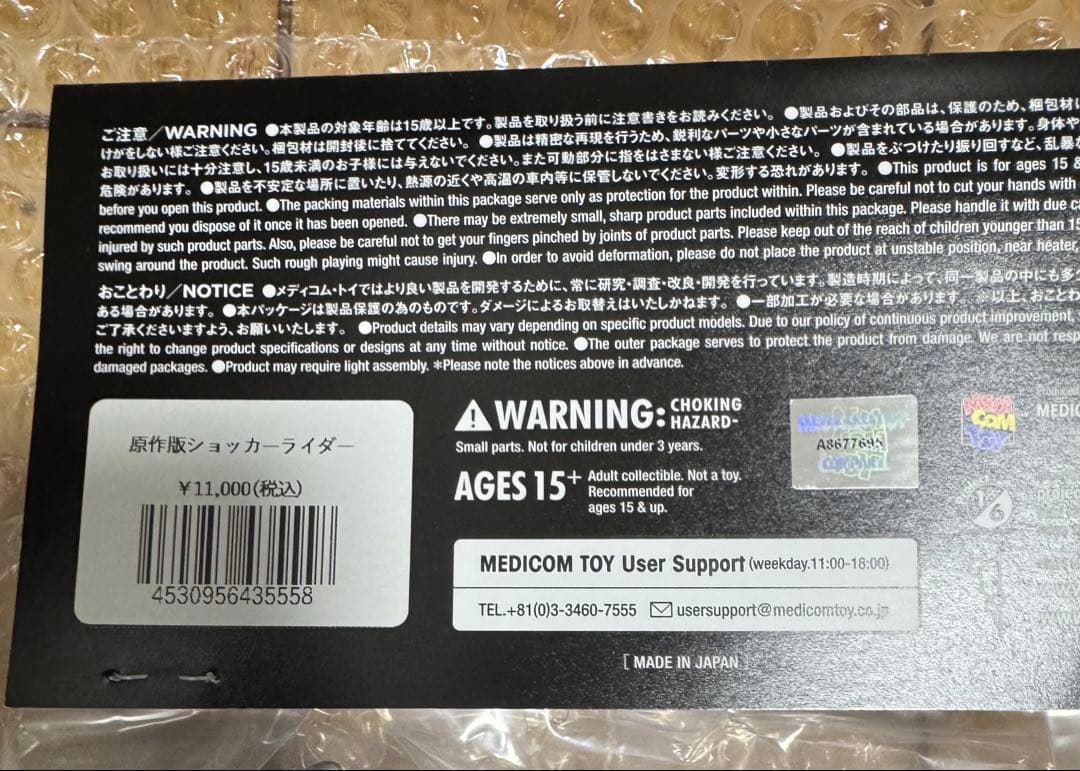 ご注意/WARNING ●本製品の対象年齢は15歳以上です。製品を取り扱う前に注意書きをお読みください。 ●製品およびその部品は、保護のため、梱包材に
けがをしない様ご注意ください。梱包材は開封後に捨ててください。 ●製品は精密な再現を行うため、鋭利なパーツや小さなパーツが含まれている場合があります。身体や
お取り扱いには十分注意し、15歳未満のお子様には与えないでください。また可動部分に指をはさまない様ご注意ください。 ●製品をぶつけたり振り回すなど、乱暴な
危険があります。 ●製品を不安定な場所に置いたり、熱源の近くや高温の車内等に保管しないでください。変形する恐れがあります。 ●This product is for ages 15 &
before you open this product. ●The packing materials within this package serve only as protection for the product within. Please be careful not to cut your hands with
recommend you dispose of it once it has been opened. ●There may be extremely small, sharp product parts included within this package. Please handle it with due ca
injured by such product parts. Also, please be careful not to get your fingers pinched by joints of product parts. Please keep out of the reach of children younger than 15
swing around the product. Such rough playing might cause injury. ●In order to avoid deformation, please do not place the product at unstable position, near heater,
おことわり/NOTICE ●メディコム・トイではより良い製品を開発するために、常に研究・調査・改良・開発を行っています。製造時期によって、同一製品の中にも多
ある場合があります。 ●本パッケージは製品保護の為のものです。ダメージによるお取替えはいたしかねます。 ●一部加工が必要な場合があります。 ※以上、おことわ
ご了承くださいますよう、お願いいたします。 ●Product details may vary depending on specific product models. Due to our policy of continuous product improvement,
the right to change product specifications or designs at any time without notice. ●The outer package serves to protect the product from damage. We are not resp
damaged packages. ●Product may require light assembly. *Please note the notices above in advance.
原作版ショッカーライダー
¥11,000(税込)
4530956435558
WARNING: CHOKING HAZARD-
Small parts. Not for children under 3 years.
AGES 15+ Adult collectible. Not a toy.
Recommended for
ages 15 & up.
A8677695
MEDICOM TOY
MEDIC
1/6
projec
MEDICOM TOY User Support (weekday.11:00-18:00)
TEL.+81(0)3-3460-7555 usersupport@medicomtoy.co.jp
[ MADE IN JAPAN ]